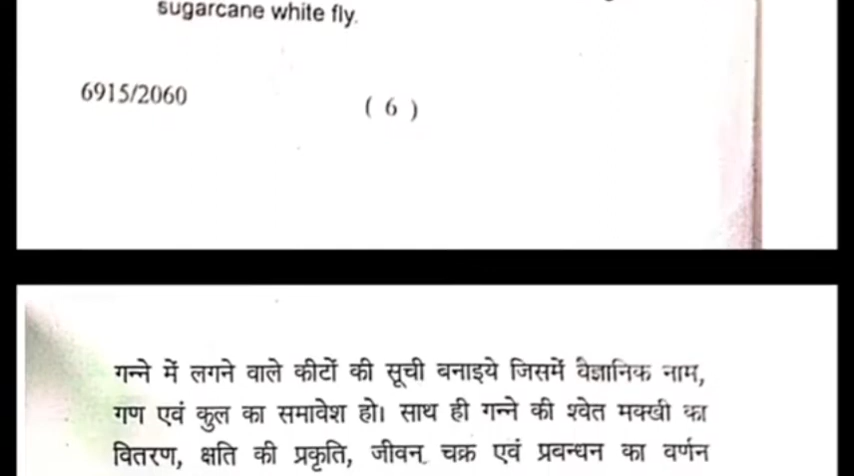 sugarcane white fly.
6915/2060
( 6 )
गन्ने में लगने वाले कीटों की सूची बनाइये जिसमें वैज्ञानिक नाम,
गण एवं कुल का समावेश हो। साथ ही गन्ने की श्वेत मक्खी का
वितरण, क्षति की प्रकृति, जीवन चक्र एवं प्रबन्धन का वर्णन